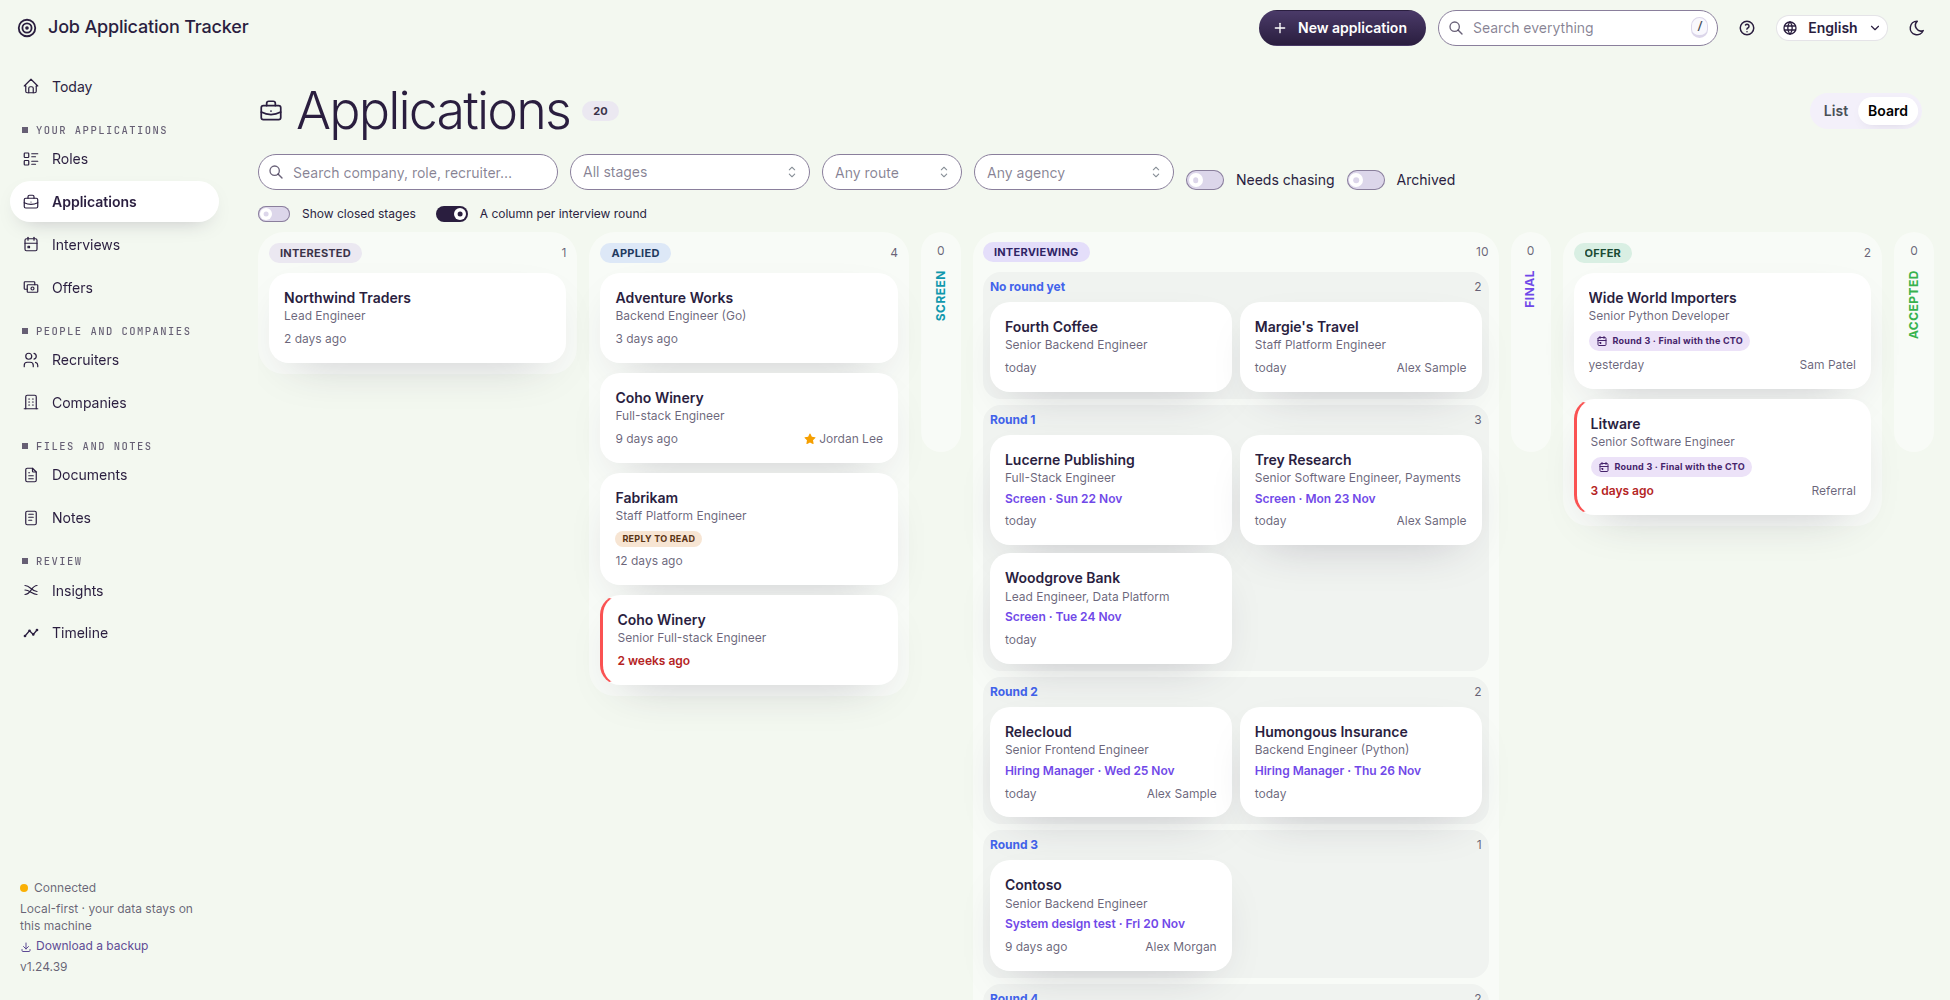 Job Application Tracker
New application
Search everything
/
English
Today
YOUR APPLICATIONS
Roles
Applications
Interviews
Offers
PEOPLE AND COMPANIES
Recruiters
Companies
FILES AND NOTES
Documents
Notes
REVIEW
Insights
Timeline
Connected
Local-first · your data stays on
this machine
Download a backup
v1.24.39
Applications
20
List
Board
Search company, role, recruiter...
All stages
Any route
Any agency
Needs chasing
Archived
Show closed stages
A column per interview round
INTERESTED
1
Northwind Traders
Lead Engineer
2 days ago
APPLIED
4
Adventure Works
Backend Engineer (Go)
3 days ago
Coho Winery
Full-stack Engineer
9 days ago
Jordan Lee
Fabrikam
Staff Platform Engineer
REPLY TO READ
12 days ago
Coho Winery
Senior Full-stack Engineer
2 weeks ago
0
SCREEN
INTERVIEWING
10
No round yet
2
Fourth Coffee
Senior Backend Engineer
today
Margie's Travel
Staff Platform Engineer
today
Alex Sample
Round 1
3
Lucerne Publishing
Full-Stack Engineer
Screen · Sun 22 Nov
today
Trey Research
Senior Software Engineer, Payments
Screen · Mon 23 Nov
today
Alex Sample
Woodgrove Bank
Lead Engineer, Data Platform
Screen · Tue 24 Nov
today
Round 2
2
Relecloud
Senior Frontend Engineer
Hiring Manager · Wed 25 Nov
today
Alex Sample
Humongous Insurance
Backend Engineer (Python)
Hiring Manager · Thu 26 Nov
today
Round 3
1
Contoso
Senior Backend Engineer
System design test · Fri 20 Nov
9 days ago
Alex Morgan
Round 4
2
0
FINAL
OFFER
2
Wide World Importers
Senior Python Developer
Round 3 · Final with the CTO
yesterday
Sam Patel
Litware
Senior Software Engineer
Round 3 · Final with the CTO
3 days ago
Referral
0
ACCEPTED